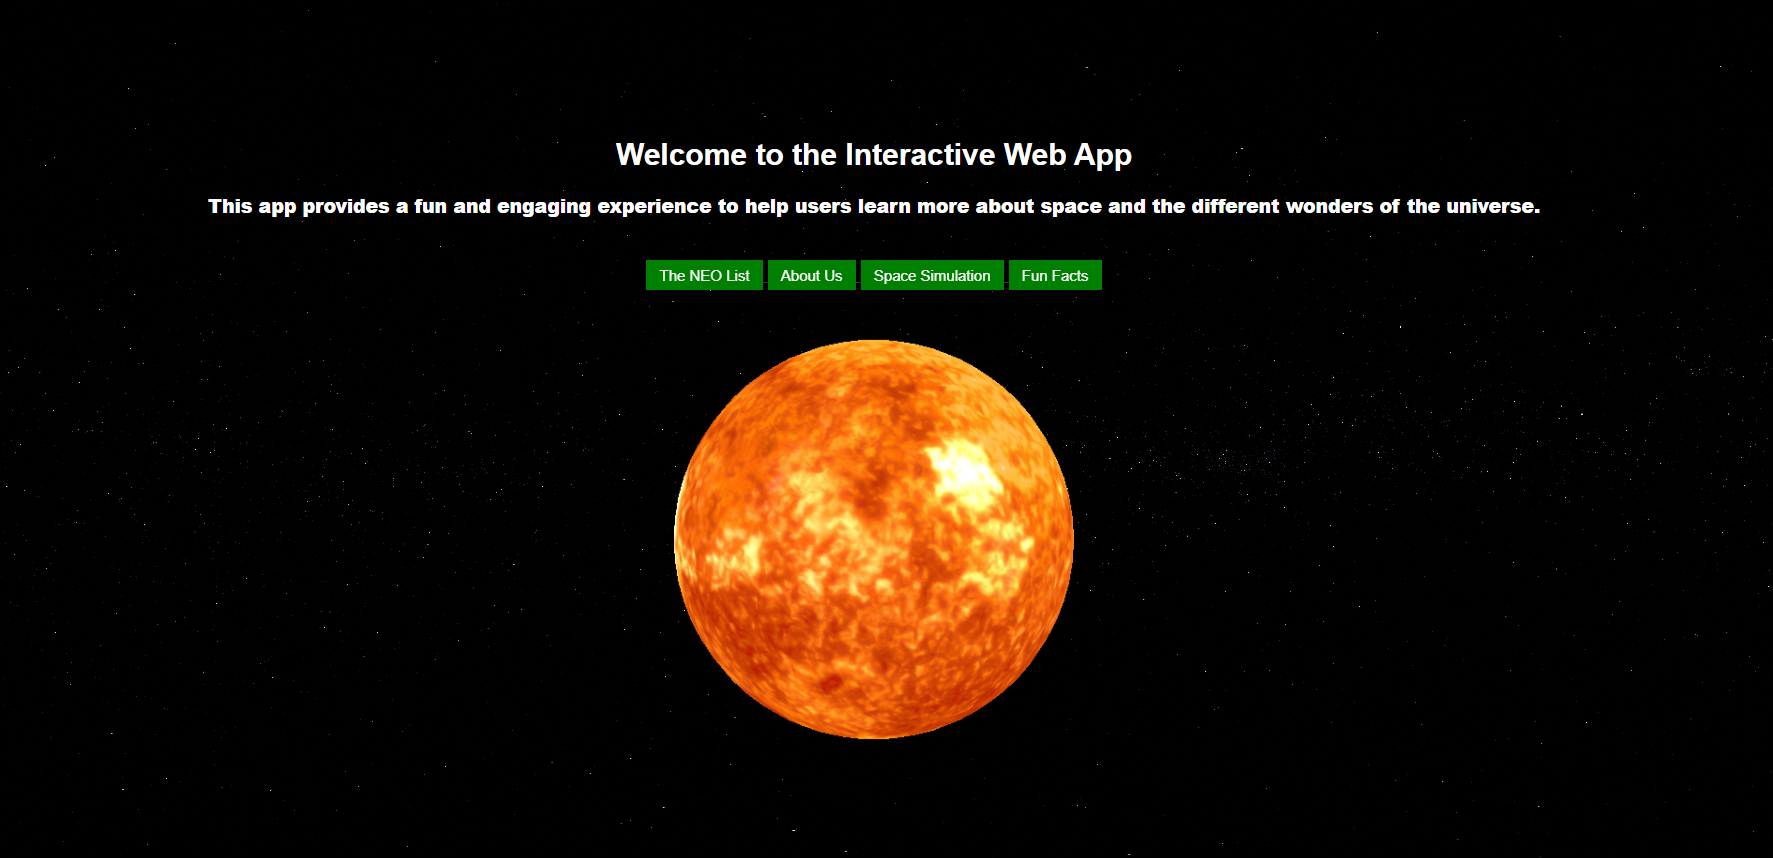 Welcome to the Interactive Web App
This app provides a fun and engaging experience to help users learn more about space and the different wonders of the universe.
The NEO List About Us Space Simulation Fun Facts